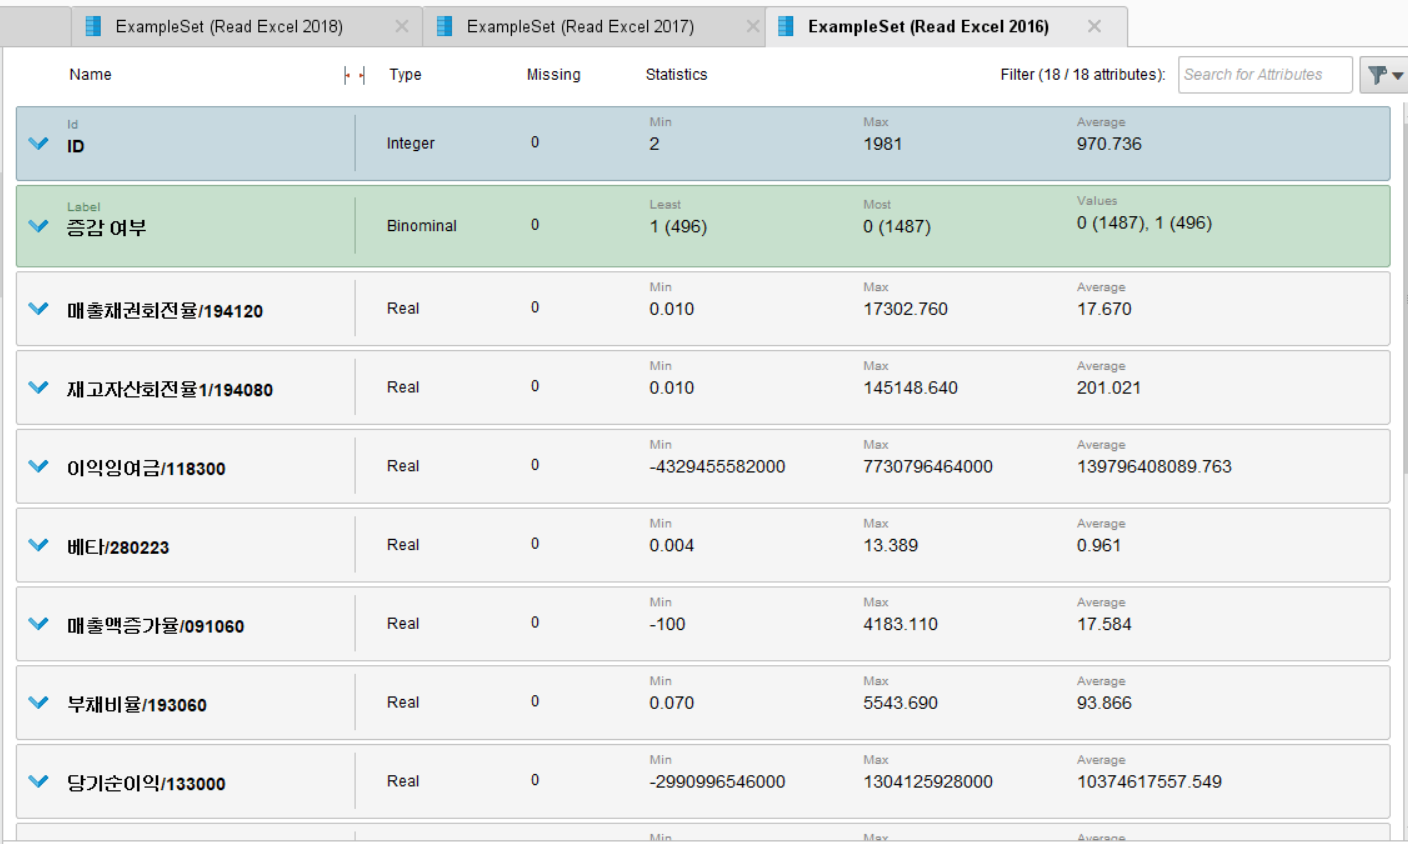 ExampleSet (Read Excel 2018) ExampleSet (Read Excel 2017) ExampleSet (Read Excel 2016)
Name Type Missing Statistics Filter (18 / 18 attributes): Search for Attributes
Id Min Max Average
ID Integer 0 2 1981 970.736
Label Least Most Values
증감 여부 Binominal 0 1 (496) 0 (1487) 0 (1487), 1 (496)
Min Max Average
매출채권회전율/194120 Real 0 0.010 17302.760 17.670
Min Max Average
재고자산회전율1/194080 Real 0 0.010 145148.640 201.021
Min Max Average
이익잉여금/118300 Real 0 -4329455582000 7730796464000 139796408089.763
Min Max Average
베타/280223 Real 0 0.004 13.389 0.961
Min Max Average
매출액증가율/091060 Real 0 -100 4183.110 17.584
Min Max Average
부채비율/193060 Real 0 0.070 5543.690 93.866
Min Max Average
당기순이익/133000 Real 0 -2990996546000 1304125928000 10374617557.549
Min Max Average